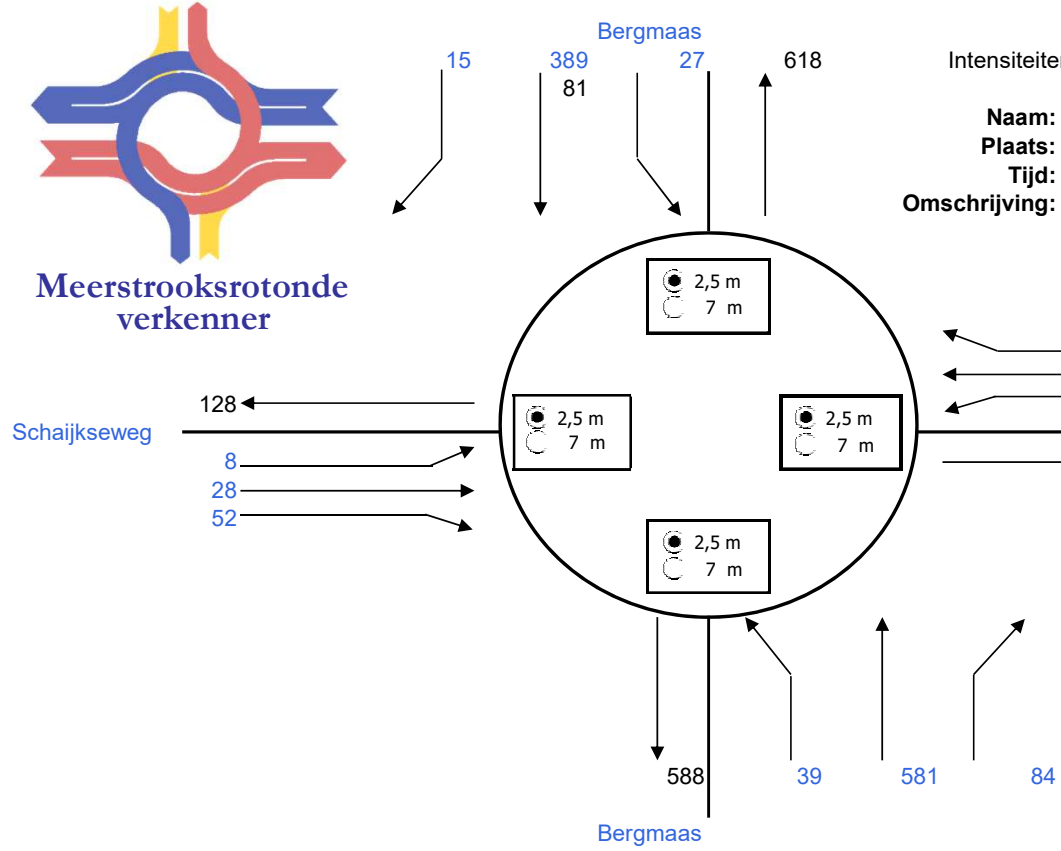 Bergmaas
15 389 27 618 Intensiteiten
81
Naam:
Plaats:
Tijd:
Omschrijving:
Meerstrooksrotonde
verkenner
2,5 m
7 m
128
Schaijkseweg
8
28
52
2,5 m
7 m
2,5 m
7 m
2,5 m
7 m
588 39 581 84
Bergmaas